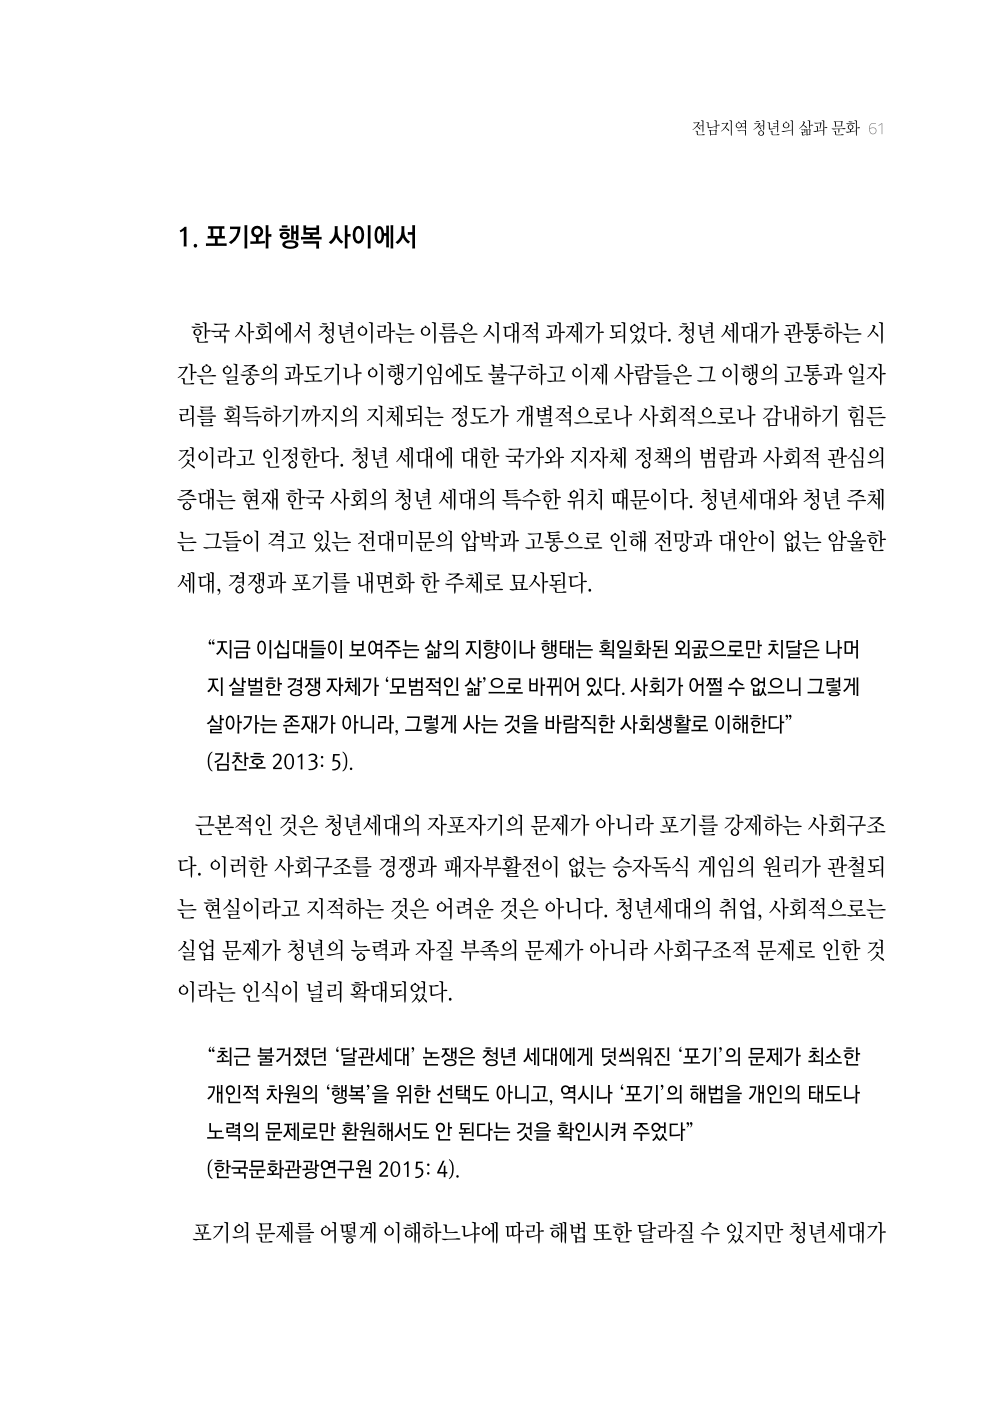 전남지역 청년의 삶과 문화 61
1. 포기와 행복 사이에서
한국 사회에서 청년이라는 이름은 시대적 과제가 되었다. 청년 세대가 관통하는 시
간은 일종의 과도기나 이행기임에도 불구하고 이제 사람들은 그 이행의 고통과 일자
리를 획득하기까지의 지체되는 정도가 개별적으로나 사회적으로나 감내하기 힘든
것이라고 인정한다. 청년 세대에 대한 국가와 지자체 정책의 범람과 사회적 관심의
증대는 현재 한국 사회의 청년 세대의 특수한 위치 때문이다. 청년세대와 청년 주체
는 그들이 격고 있는 전대미문의 압박과 고통으로 인해 전망과 대안이 없는 암울한
세대, 경쟁과 포기를 내면화 한 주체로 묘사된다.
“지금 이십대들이 보여주는 삶의 지향이나 행태는 획일화된 외곬으로만 치달은 나머
지 살벌한 경쟁 자체가 ‘모범적인 삶’으로 바뀌어 있다. 사회가 어쩔 수 없으니 그렇게
살아가는 존재가 아니라, 그렇게 사는 것을 바람직한 사회생활로 이해한다”
(김찬호 2013: 5).
근본적인 것은 청년세대의 자포자기의 문제가 아니라 포기를 강제하는 사회구조
다. 이러한 사회구조를 경쟁과 패자부활전이 없는 승자독식 게임의 원리가 관철되
는 현실이라고 지적하는 것은 어려운 것은 아니다. 청년세대의 취업, 사회적으로는
실업 문제가 청년의 능력과 자질 부족의 문제가 아니라 사회구조적 문제로 인한 것
이라는 인식이 널리 확대되었다.
“최근 불거졌던 ‘달관세대’ 논쟁은 청년 세대에게 덧씌워진 ‘포기’의 문제가 최소한
개인적 차원의 ‘행복’을 위한 선택도 아니고, 역시나 ‘포기’의 해법을 개인의 태도나
노력의 문제로만 환원해서도 안 된다는 것을 확인시켜 주었다”
(한국문화관광연구원 2015: 4).
포기의 문제를 어떻게 이해하느냐에 따라 해법 또한 달라질 수 있지만 청년세대가